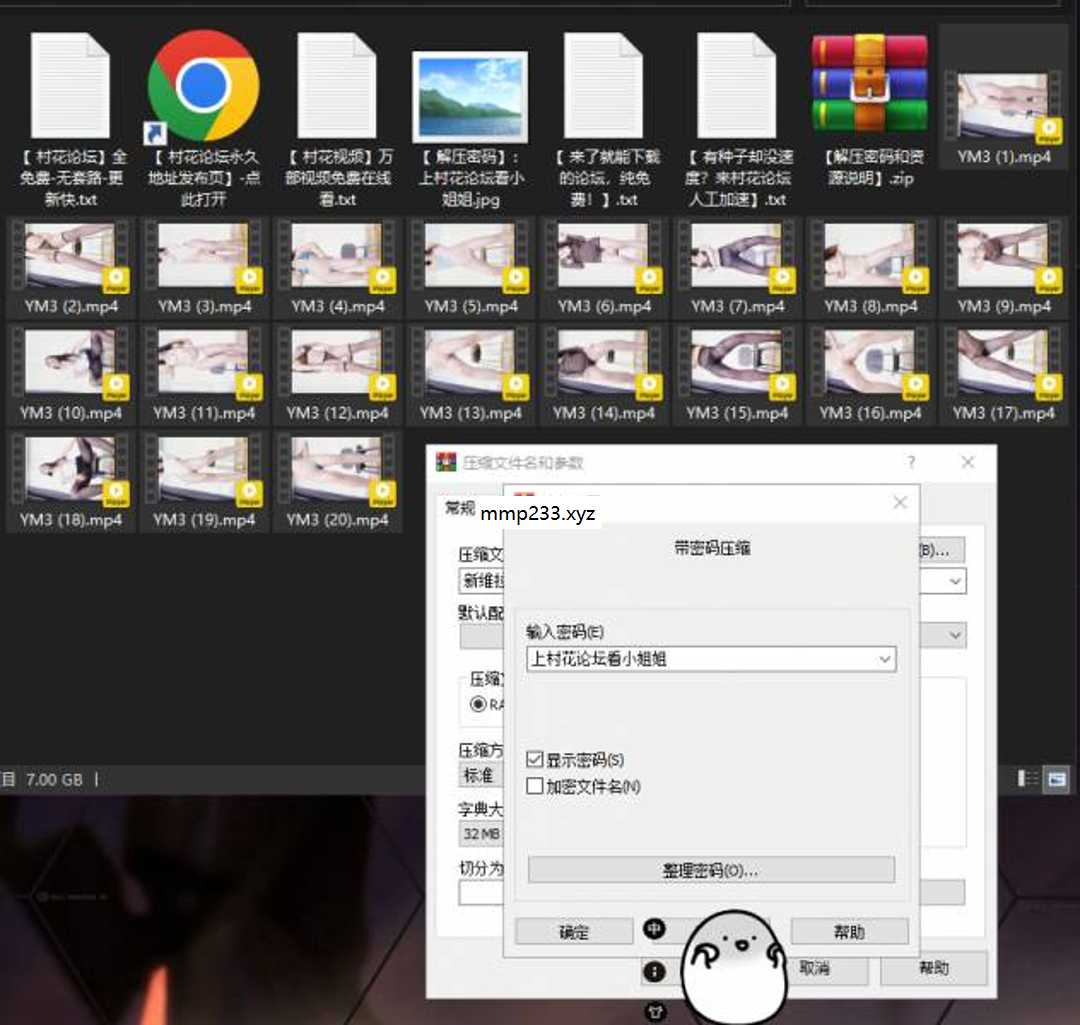 【 村花论坛】全
免费-无套路-更
新快.txt
【 村花论坛永久
地址发布页】-点
此打开
【 村花视频】万
部视频免费在线
看.txt
【 解压密码】:
上村花论坛看小
姐姐.jpg
【 来了就能下载
的论坛，纯免
费！】.txt
【 有种子却没速
度？来村花论坛
人工加速】.txt
【解压密码和资
源说明】.zip
YM3 (1).mp4
YM3 (2).mp4
YM3 (3).mp4
YM3 (4).mp4
YM3 (5).mp4
YM3 (6).mp4
YM3 (7).mp4
YM3 (8).mp4
YM3 (9).mp4
YM3 (10).mp4
YM3 (11).mp4
YM3 (12).mp4
YM3 (13).mp4
YM3 (14).mp4
YM3 (15).mp4
YM3 (16).mp4
YM3 (17).mp4
YM3 (18).mp4
YM3 (19).mp4
YM3 (20).mp4
压缩文件名和参数
常规
mmp233.xyz
带密码压缩
压缩文
(B)...
新维拉
默认配
输入密码(E)
上村花论坛看小姐姐
压缩文
RA
压缩方
标准
显示密码(S)
加密文件名(N)
字典大
32 MB
切分为
整理密码(O)...
确定
帮助
取消
帮助
中
目 7.00 GB